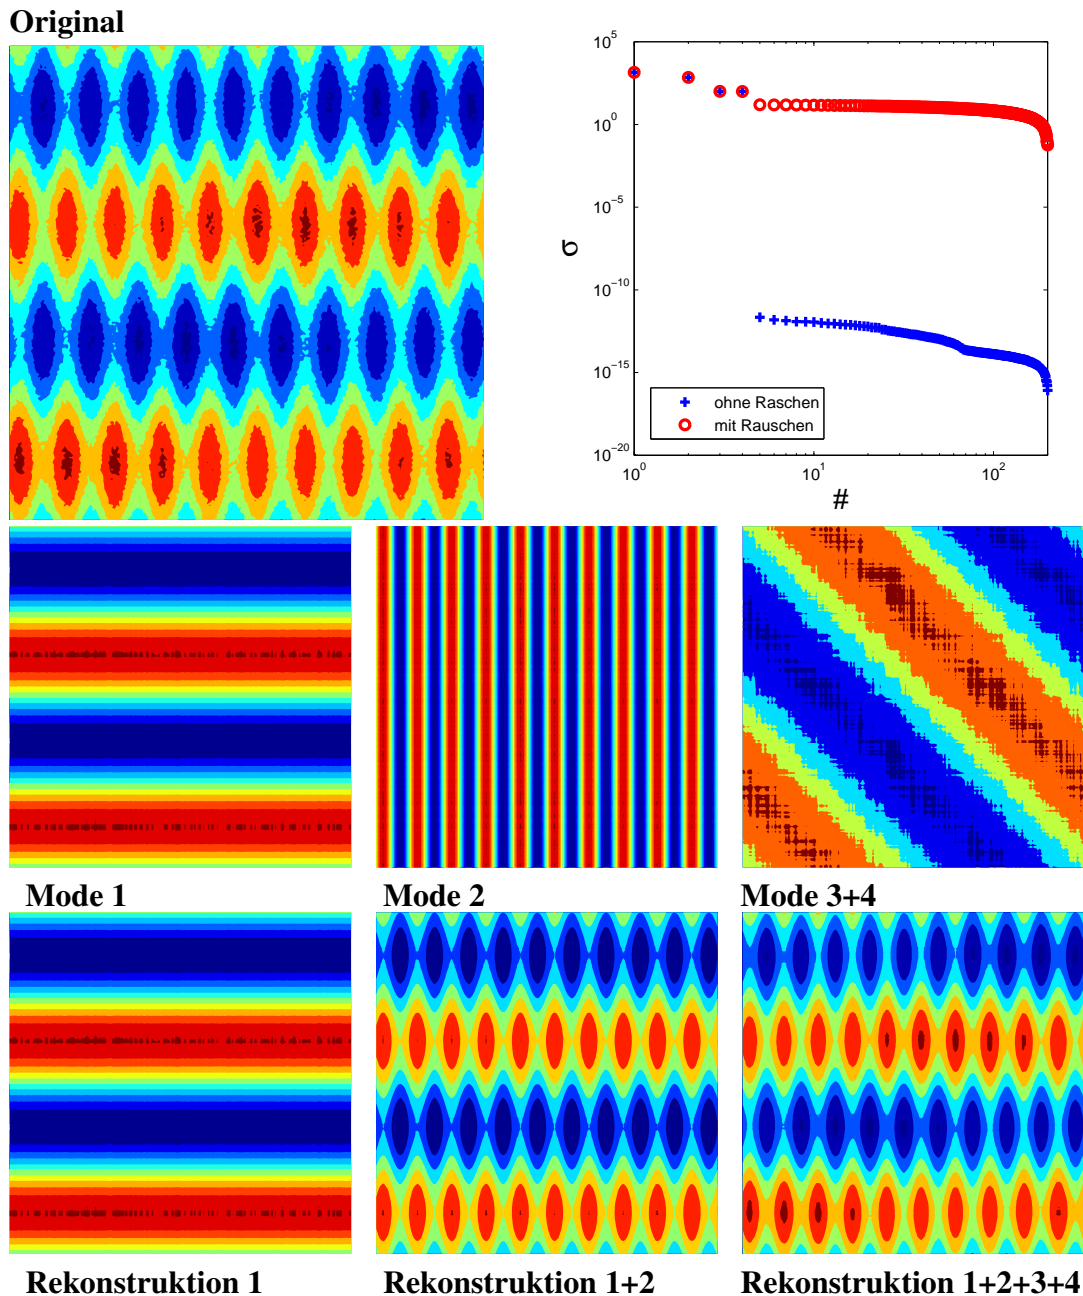 Original
10^5
10^0
10^-5
10^-10
10^-15
10^-20
σ
ohne Raschen
mit Rauschen
10^0
10^1
10^2
#
Mode 1
Mode 2
Mode 3+4
Rekonstruktion 1
Rekonstruktion 1+2
Rekonstruktion 1+2+3+4